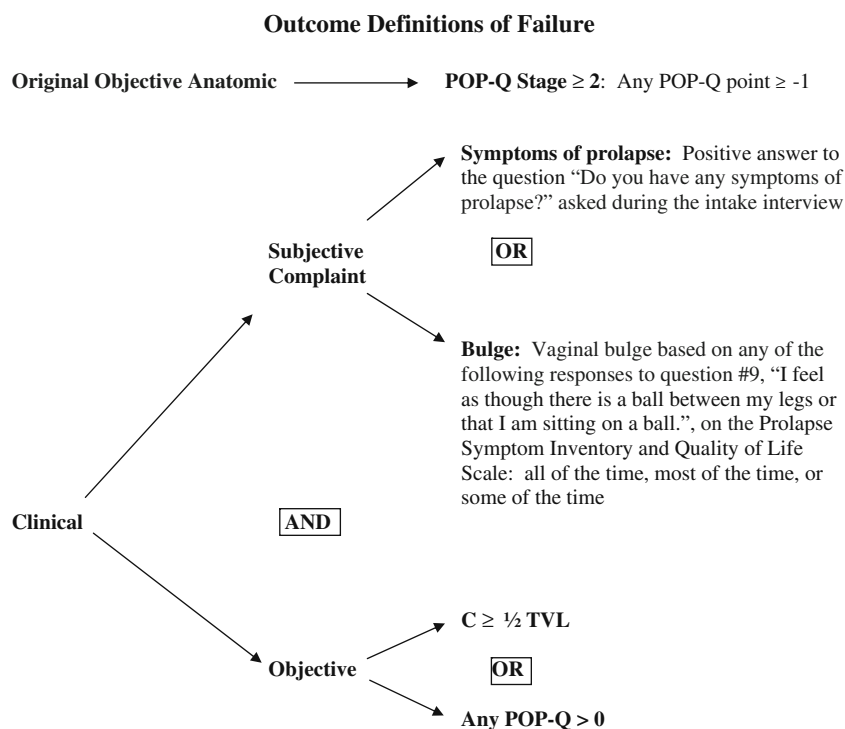 Outcome Definitions of Failure
Original Objective Anatomic
POP-Q Stage ≥ 2: Any POP-Q point ≥ -1
Symptoms of prolapse: Positive answer to
the question “Do you have any symptoms of
prolapse?” asked during the intake interview
Subjective
Complaint
OR
Bulge: Vaginal bulge based on any of the
following responses to question #9, “I feel
as though there is a ball between my legs or
that I am sitting on a ball.”, on the Prolapse
Symptom Inventory and Quality of Life
Scale: all of the time, most of the time, or
some of the time
Clinical
AND
C ≥ ½ TVL
Objective
OR
Any POP-Q > 0